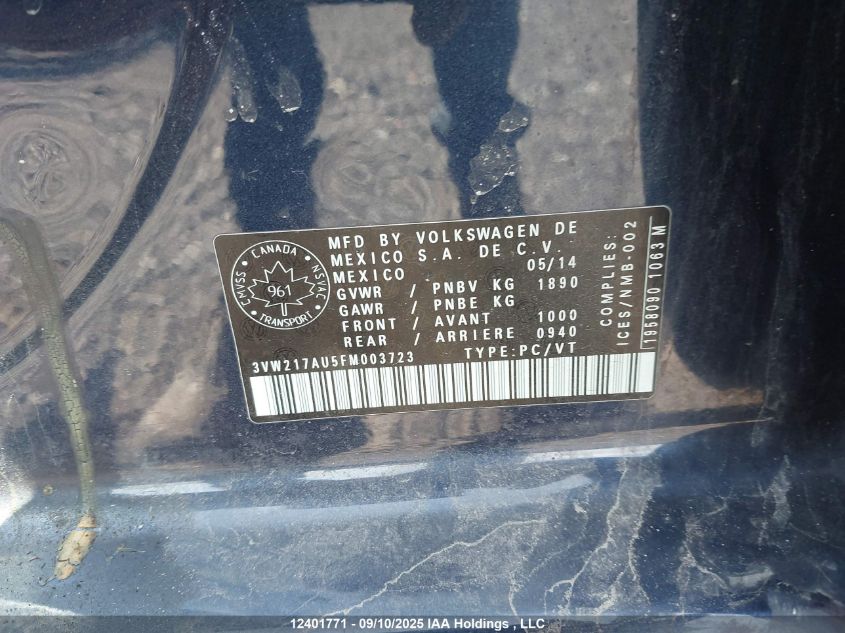 CANADA
CMVSS
NSVAC
961
TRANSPORT
MFD BY VOLKSWAGEN DE
MEXICO S.A. DE C.V.
MEXICO 05/14
GVWR / PNBV KG 1890
GAWR / PNBE KG
FRONT / AVANT 1000
REAR / ARRIERE 0940
3VW217AU5FM003723 TYPE:PC/VT
COMPLIES:
ICES/NMB-002
1958090 1063 M
12401771 - 09/10/2025 IAA Holdings , LLC